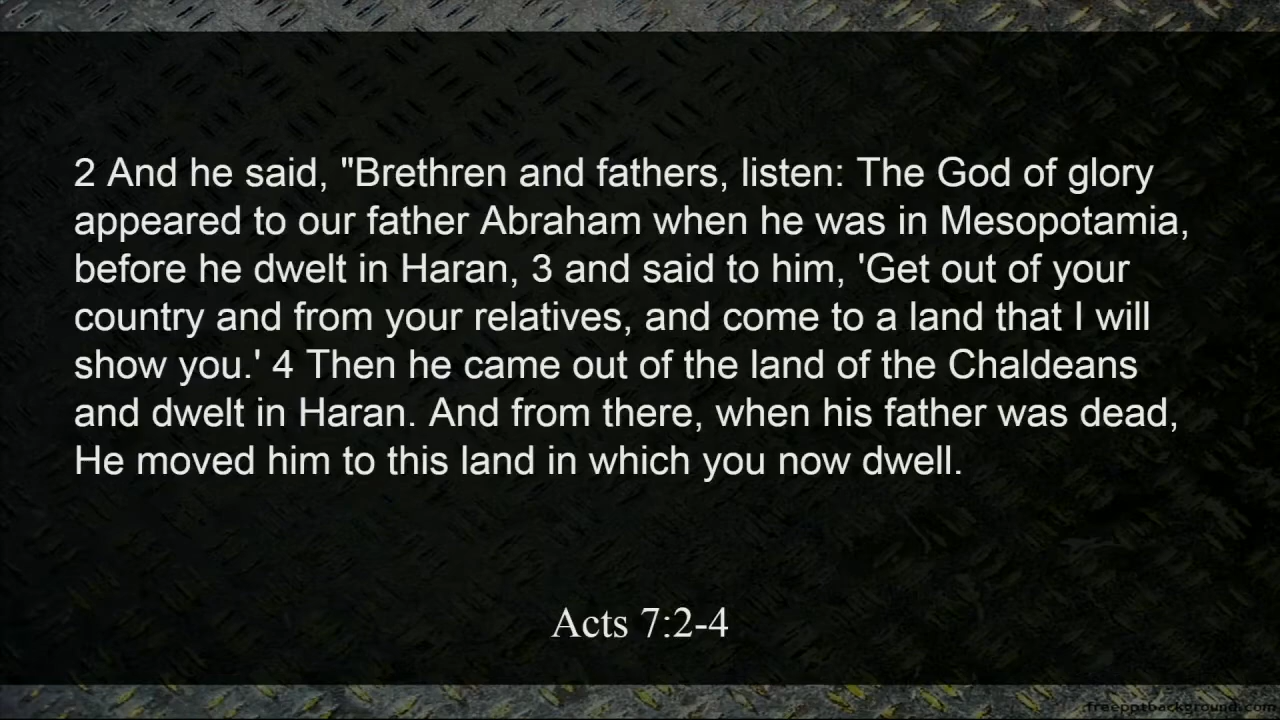 2 And he said, "Brethren and fathers, listen: The God of glory
appeared to our father Abraham when he was in Mesopotamia,
before he dwelt in Haran, 3 and said to him, 'Get out of your
country and from your relatives, and come to a land that I will
show you.' 4 Then he came out of the land of the Chaldeans
and dwelt in Haran. And from there, when his father was dead,
He moved him to this land in which you now dwell.
Acts 7:2-4
freepptbackground.com